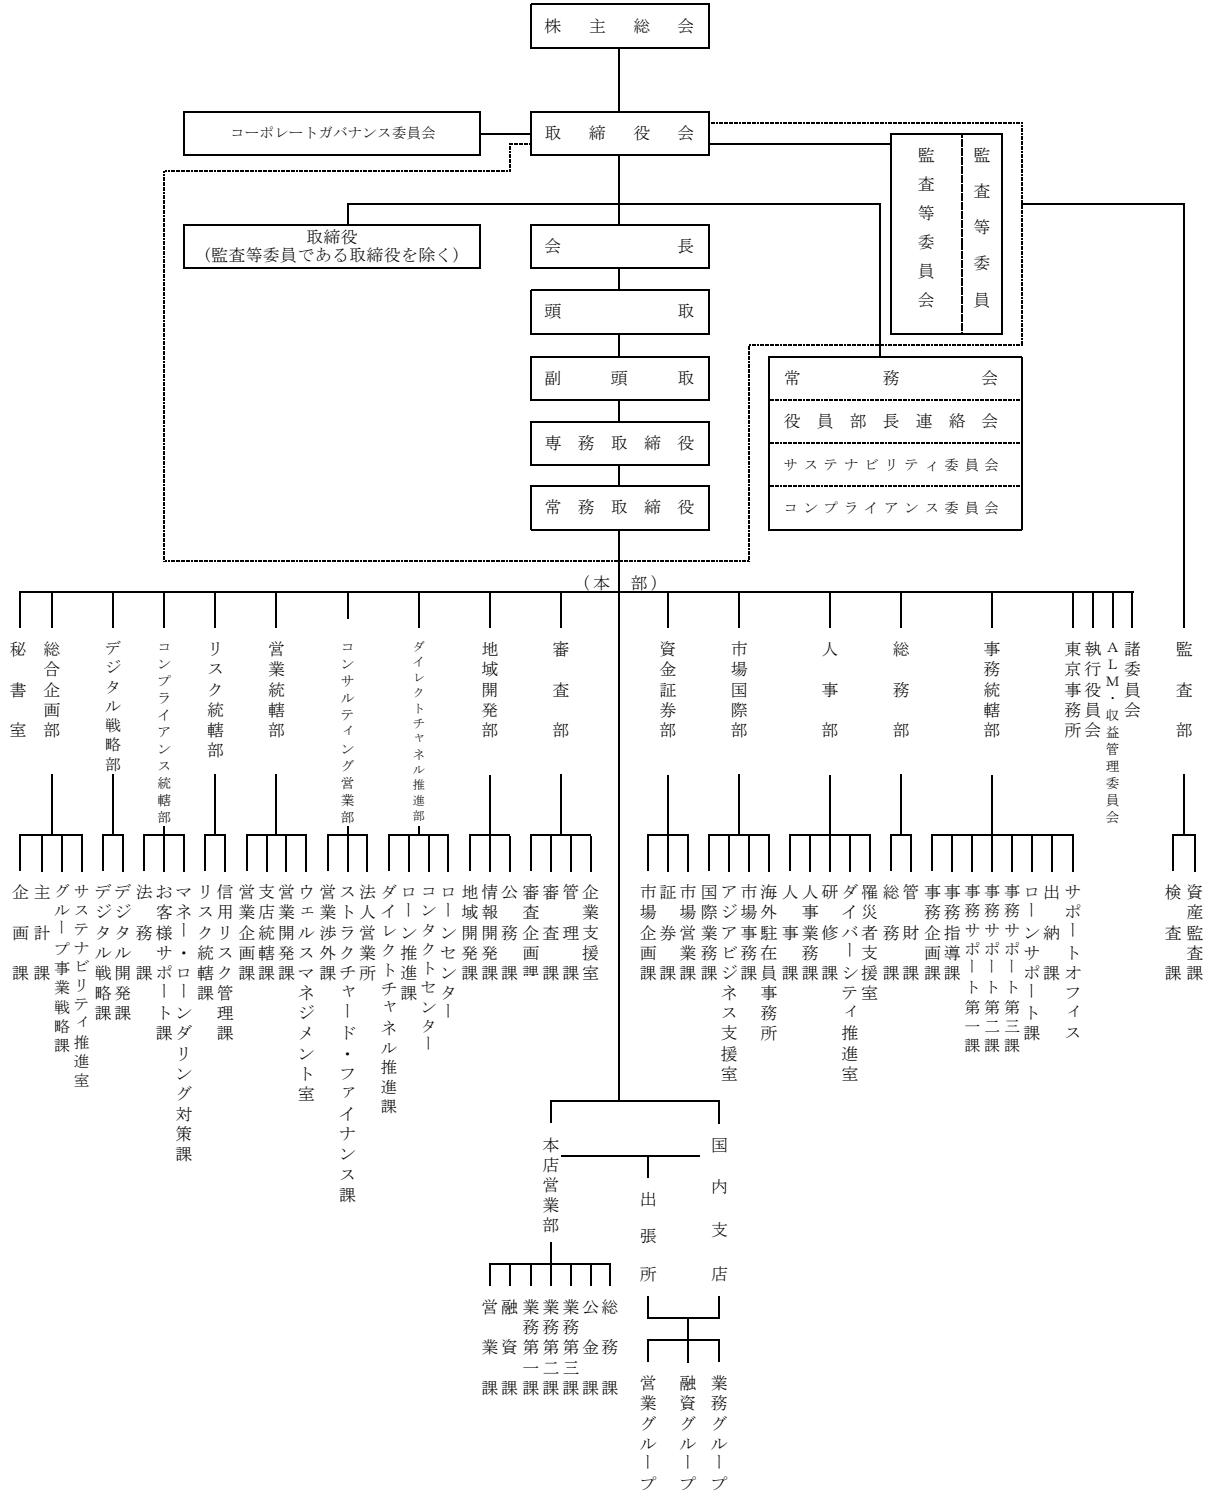 株主総会
コーポレートガバナンス委員会
取締役会
監査等委員会
監査等委員
取締役
（監査等委員である取締役を除く）
会長
頭取
副頭取
専務取締役
常務取締役
常務会
役員部長連絡会
サステナビリティ委員会
コンプライアンス委員会
（本　部）
秘書室
総合企画部
デジタル戦略部
コンプライアンス統轄部
リスク統轄部
営業統轄部
コンサルティング営業部
ダイレクトチャネル推進部
地域開発部
審査部
資金証券部
市場国際部
人事部
総務部
事務統轄部
東京事務所
執行役員会
ALM・収益管理委員会
諸委員会
監査部
企画課
主計課
グループ事業戦略課
サステナビリティ推進室
デジタル戦略課
デジタル開発課
法務課
お客様サポート課
マネー・ローンダリング対策課
リスク統轄課
信用リスク管理課
営業企画課
支店統轄課
営業開発課
ウェルスマネジメント室
営業渉外課
ストラクチャード・ファイナンス課
法人営業所
ダイレクトチャネル推進課
ローン推進課
コンタクトセンター
ローンセンター
地域開発課
情報開発課
公務課
審査企画課
審査課
管理課
企業支援室
市場企画課
証券課
市場営業課
国際業務課
アジアビジネス支援室
市場事務課
海外駐在員事務所
人事課
人事業務課
研修課
ダイバーシティ推進室
罹災者支援室
総務課
管財課
事務企画課
事務指導課
事務サポート第一課
事務サポート第二課
事務サポート第三課
ローンサポート課
出納課
サポートオフィス
検査課
資産監査課
本店営業部
出張所
国内支店
営業課
融資課
業務第一課
業務第二課
業務第三課
公金課
総務課
営業グループ
融資グループ
業務グループ